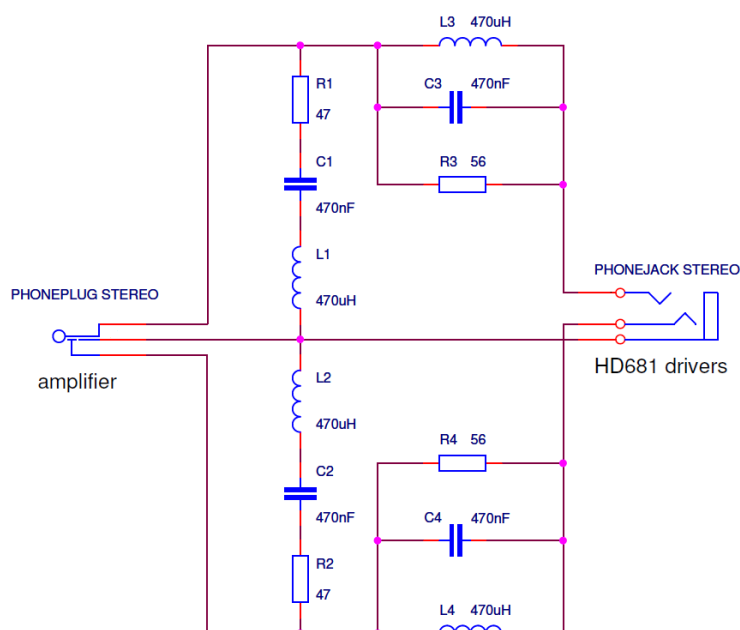 L3 470uH
C3 470nF
R1
47
R3 56
C1
470nF
L1
470uH
PHONEPLUG STEREO
PHONEJACK STEREO
amplifier
HD681 drivers
L2
470uH
R4 56
C2
470nF
C4 470nF
R2
47
L4 470uH